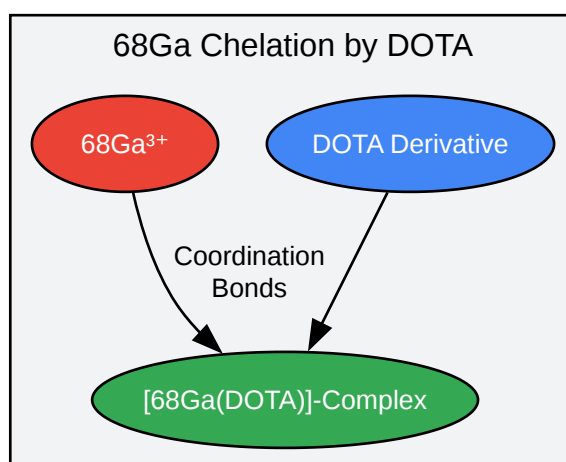 68Ga Chelation by DOTA
68Ga³⁺
DOTA Derivative
Coordination
Bonds
[68Ga(DOTA)]-Complex